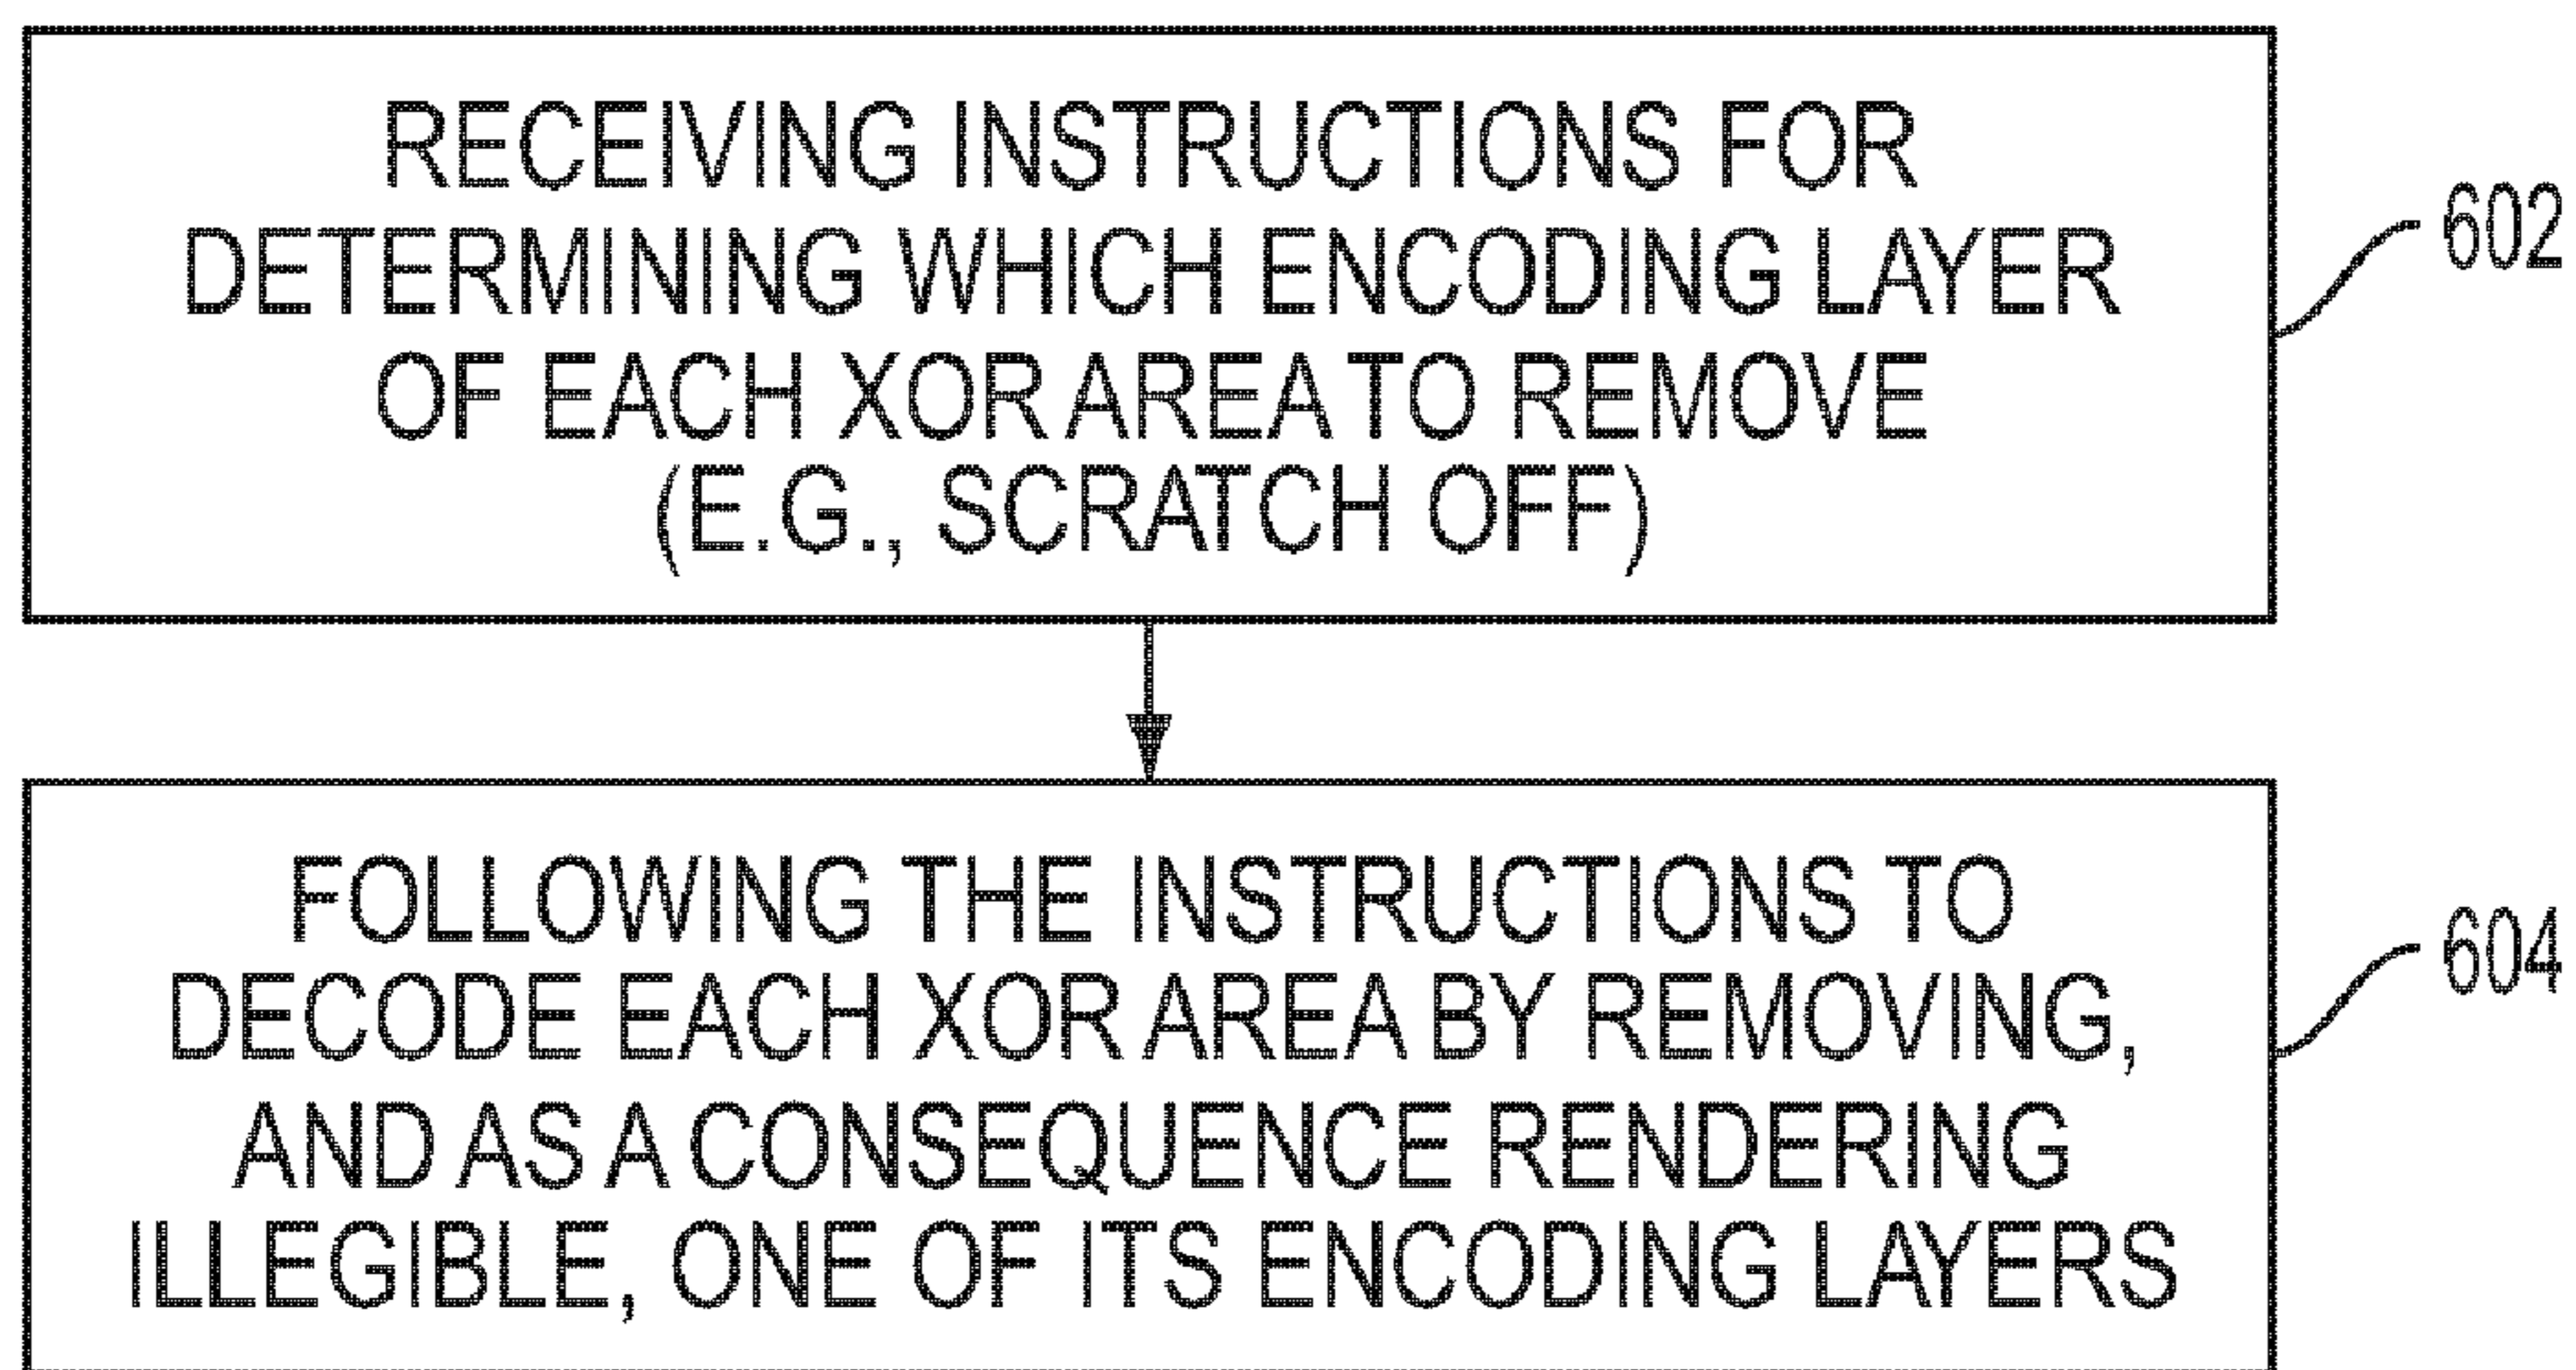 RECEIVING INSTRUCTIONS FOR
DETERMINING WHICH ENCODING LAYER
OF EACH XOR AREA TO REMOVE
(E.G., SCRATCH OFF)
602
FOLLOWING THE INSTRUCTIONS TO
DECODE EACH XOR AREA BY REMOVING,
AND AS A CONSEQUENCE RENDERING
ILLEGIBLE, ONE OF ITS ENCODING LAYERS
604